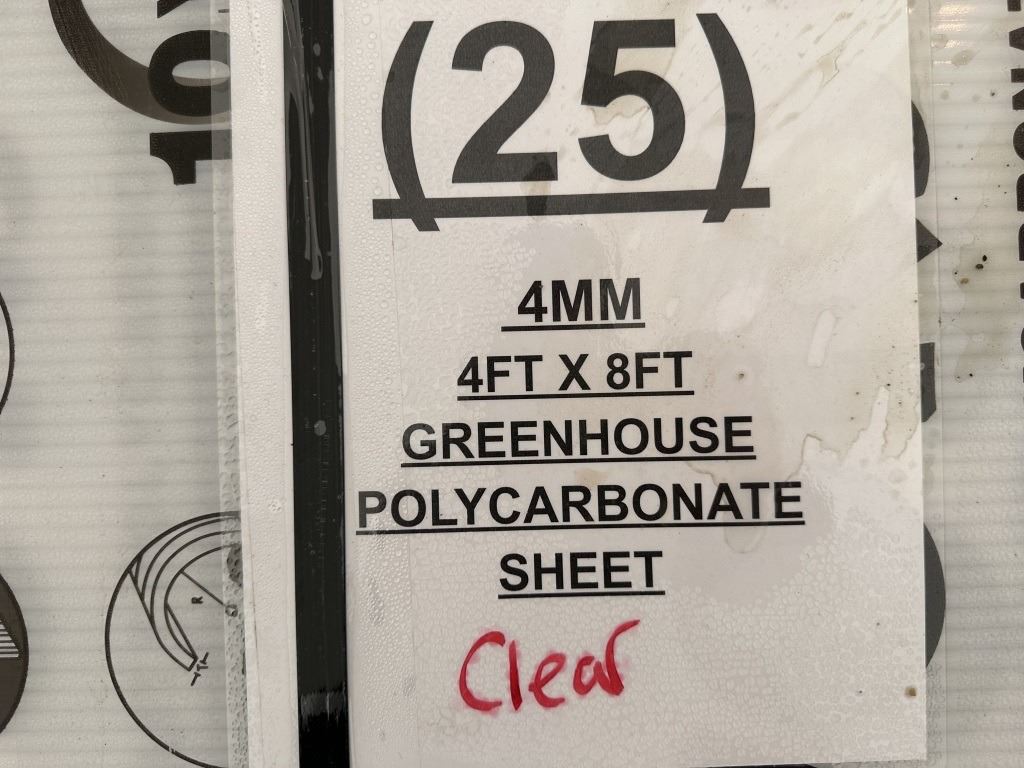 (25)
4MM
4FT X 8FT
GREENHOUSE
POLYCARBONATE
SHEET
Clear
R